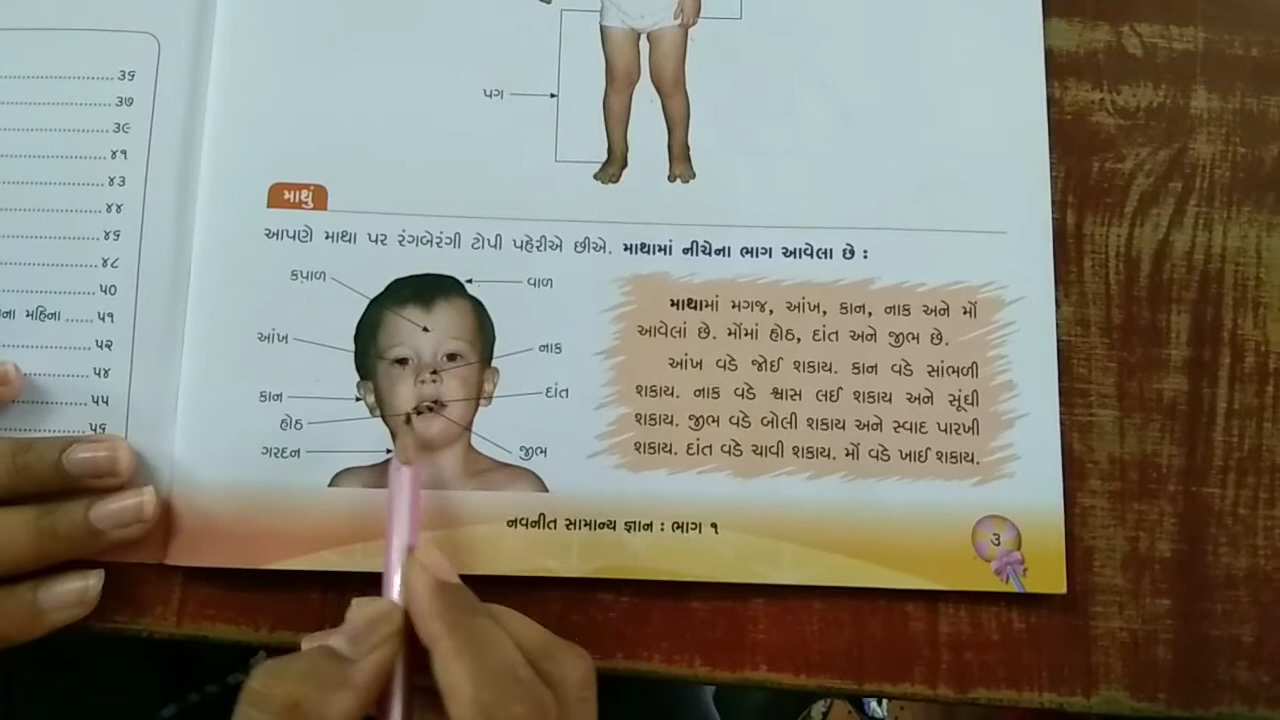 ૩૬
૩૭
૩૯
૪૧
૪૩
૪૪
૪૬
૪૮
૫૦
ના મહિના ...... ૫૧
૫૨
૫૪
૫૫
૫૬
પગ
માથું
આપણે માથા પર રંગબેરંગી ટોપી પહેરીએ છીએ. માથામાં નીચેના ભાગ આવેલા છે :
કપાળ
વાળ
આંખ
નાક
કાન
દાંત
હોઠ
ગરદન
જીભ
માથામાં મગજ, આંખ, કાન, નાક અને મોં
આવેલાં છે. મોંમાં હોઠ, દાંત અને જીભ છે.
આંખ વડે જોઈ શકાય. કાન વડે સાંભળી
શકાય. નાક વડે શ્વાસ લઈ શકાય અને સૂંઘી
શકાય. જીભ વડે બોલી શકાય અને સ્વાદ પારખી
શકાય. દાંત વડે ચાવી શકાય. મોં વડે ખાઈ શકાય.
નવનીત સામાન્ય જ્ઞાન : ભાગ ૧
૩